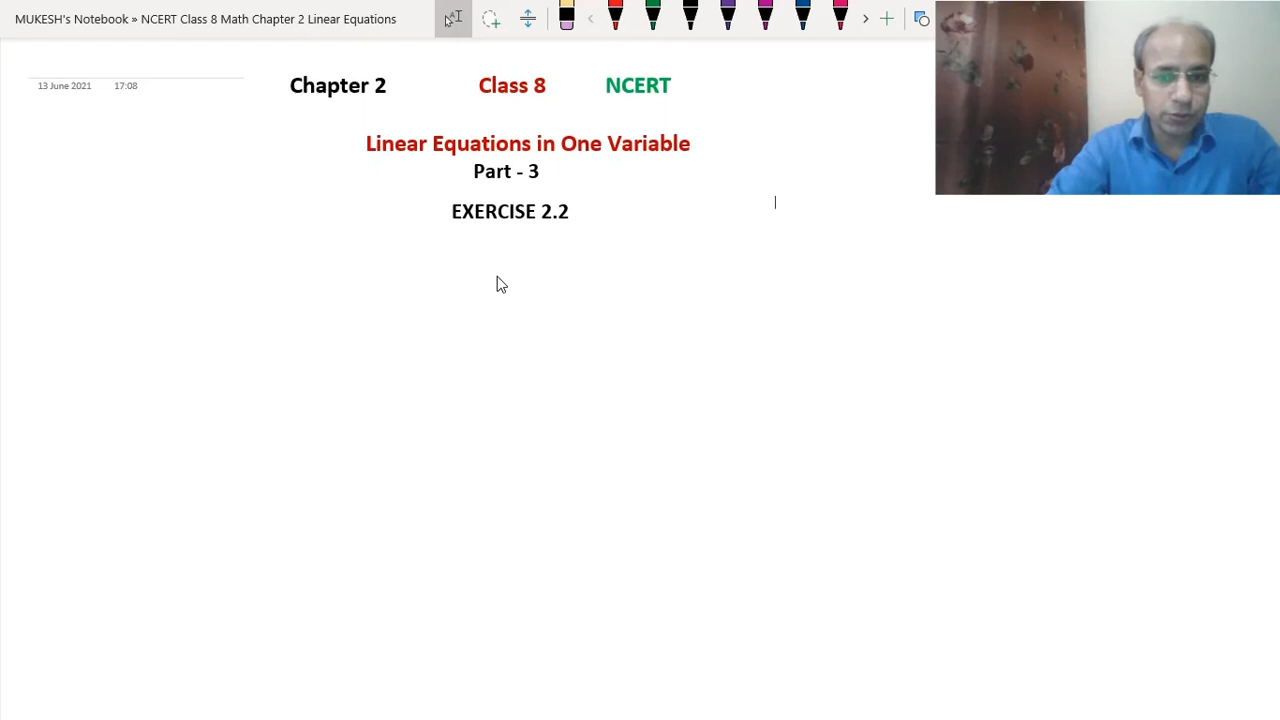 MUKESH's Notebook » NCERT Class 8 Math Chapter 2 Linear Equations
13 June 2021 17:08
Chapter 2 Class 8 NCERT
Linear Equations in One Variable
Part - 3
EXERCISE 2.2